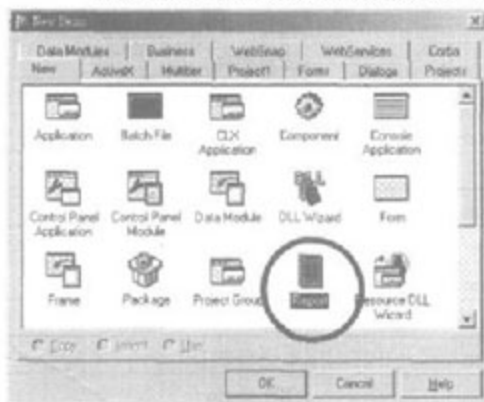 New Items
Data Modules Business WebSnap WebServices Corba
New ActiveX Multitier Project1 Forms Dialogs Projects
Application Batch File CLX Application Component Console Application
Control Panel Application Control Panel Module Data Module DLL Wizard Form
Frame Package Project Group Report Resource DLL Wizard
Copy Inherit Use
OK Cancel Help